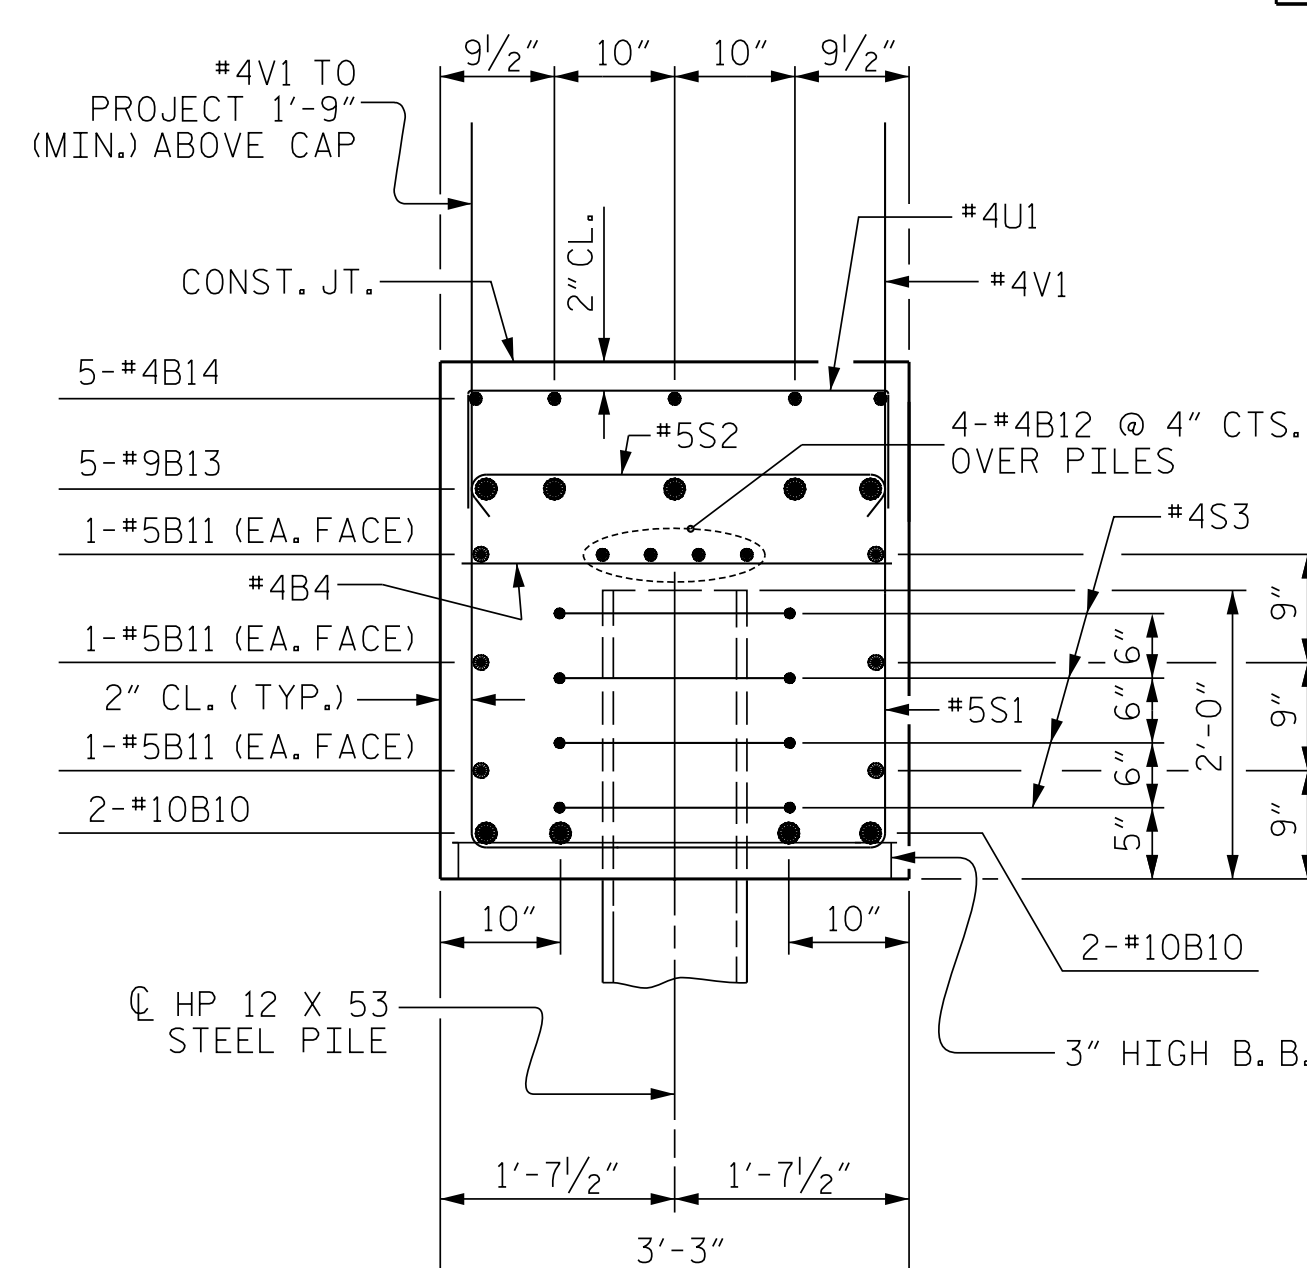 9½" 10" 10" 9½"
#4V1 TO
PROJECT 1'-9"
(MIN.) ABOVE CAP
2" CL.
#4U1
#4V1
CONST. JT.
5-#4B14
#5S2
4-#4B12 @ 4" CTS.
OVER PILES
5-#9B13
#4S3
1-#5B11 (EA. FACE)
#4B4
9"
1-#5B11 (EA. FACE)
6"
2" CL. ( TYP.)
#5S1
6"
2'-0"
9"
1-#5B11 (EA. FACE)
6"
2-#10B10
5"
9"
10" 10"
2-#10B10
℄ HP 12 X 53
STEEL PILE
3" HIGH B. B.
1'-7½" 1'-7½"
3'-3"